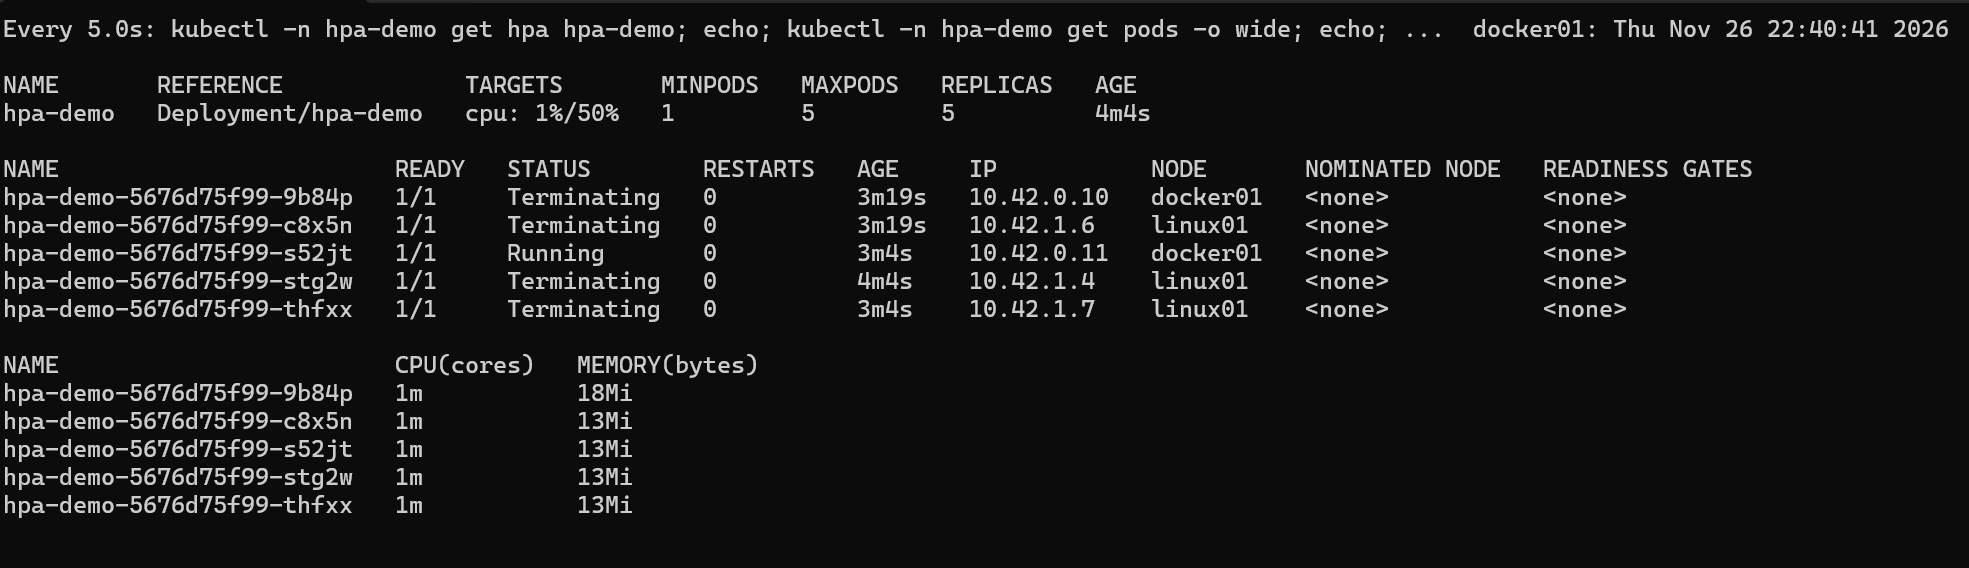 Every 5.0s: kubectl -n hpa-demo get hpa hpa-demo; echo; kubectl -n hpa-demo get pods -o wide; echo; ...  docker01: Thu Nov 26 22:40:41 2026
NAME       REFERENCE             TARGETS       MINPODS   MAXPODS   REPLICAS   AGE
hpa-demo   Deployment/hpa-demo   cpu: 1%/50%   1         5         5          4m4s
NAME                        READY   STATUS        RESTARTS   AGE     IP           NODE       NOMINATED NODE   READINESS GATES
hpa-demo-5676d75f99-9b84p   1/1     Terminating   0          3m19s   10.42.0.10   docker01   <none>           <none>
hpa-demo-5676d75f99-c8x5n   1/1     Terminating   0          3m19s   10.42.1.6    linux01    <none>           <none>
hpa-demo-5676d75f99-s52jt   1/1     Running       0          3m4s    10.42.0.11   docker01   <none>           <none>
hpa-demo-5676d75f99-stg2w   1/1     Terminating   0          4m4s    10.42.1.4    linux01    <none>           <none>
hpa-demo-5676d75f99-thfxx   1/1     Terminating   0          3m4s    10.42.1.7    linux01    <none>           <none>
NAME                        CPU(cores)   MEMORY(bytes)
hpa-demo-5676d75f99-9b84p   1m           18Mi
hpa-demo-5676d75f99-c8x5n   1m           13Mi
hpa-demo-5676d75f99-s52jt   1m           13Mi
hpa-demo-5676d75f99-stg2w   1m           13Mi
hpa-demo-5676d75f99-thfxx   1m           13Mi